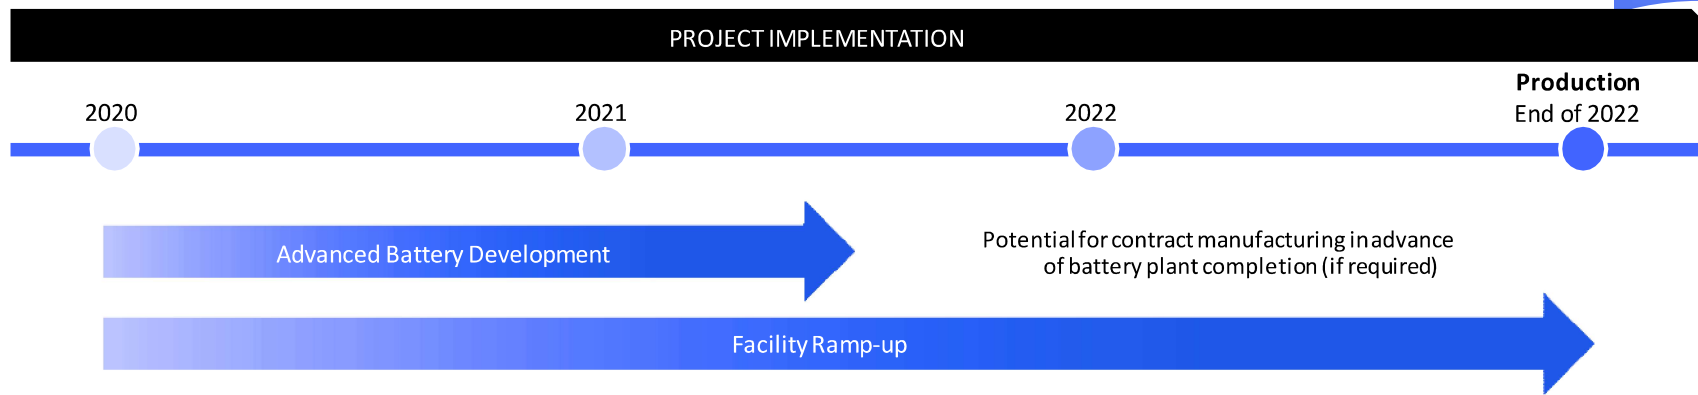 PROJECT IMPLEMENTATION
Production
2020
2021
2022
End of 2022
Advanced Battery Development
Potential for contract manufacturing in advance
of battery plant completion (if required)
Facility Ramp-up